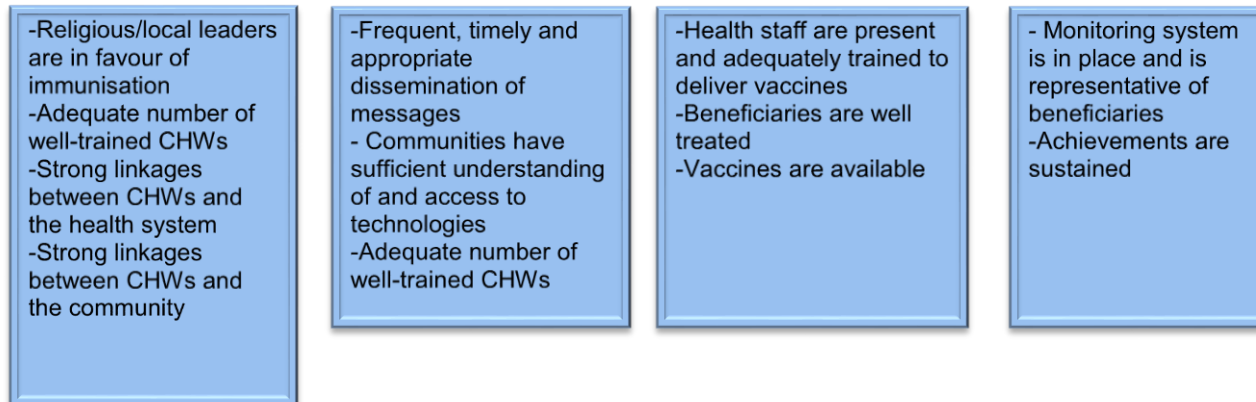 -Religious/local leaders
are in favour of
immunisation
-Adequate number of
well-trained CHWs
-Strong linkages
between CHWs and
the health system
-Strong linkages
between CHWs and
the community
-Frequent, timely and
appropriate
dissemination of
messages
- Communities have
sufficient understanding
of and access to
technologies
-Adequate number of
well-trained CHWs
-Health staff are present
and adequately trained to
deliver vaccines
-Beneficiaries are well
treated
-Vaccines are available
- Monitoring system
is in place and is
representative of
beneficiaries
-Achievements are
sustained